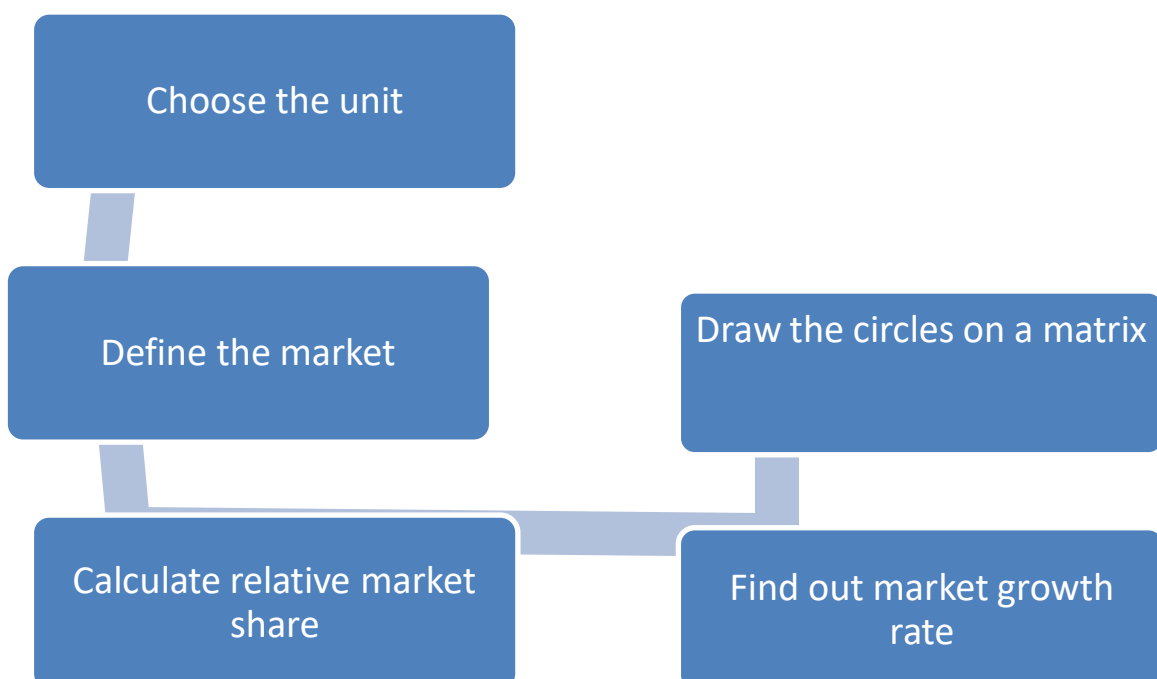 Choose the unit
Define the market
Calculate relative market
share
Find out market growth
rate
Draw the circles on a matrix